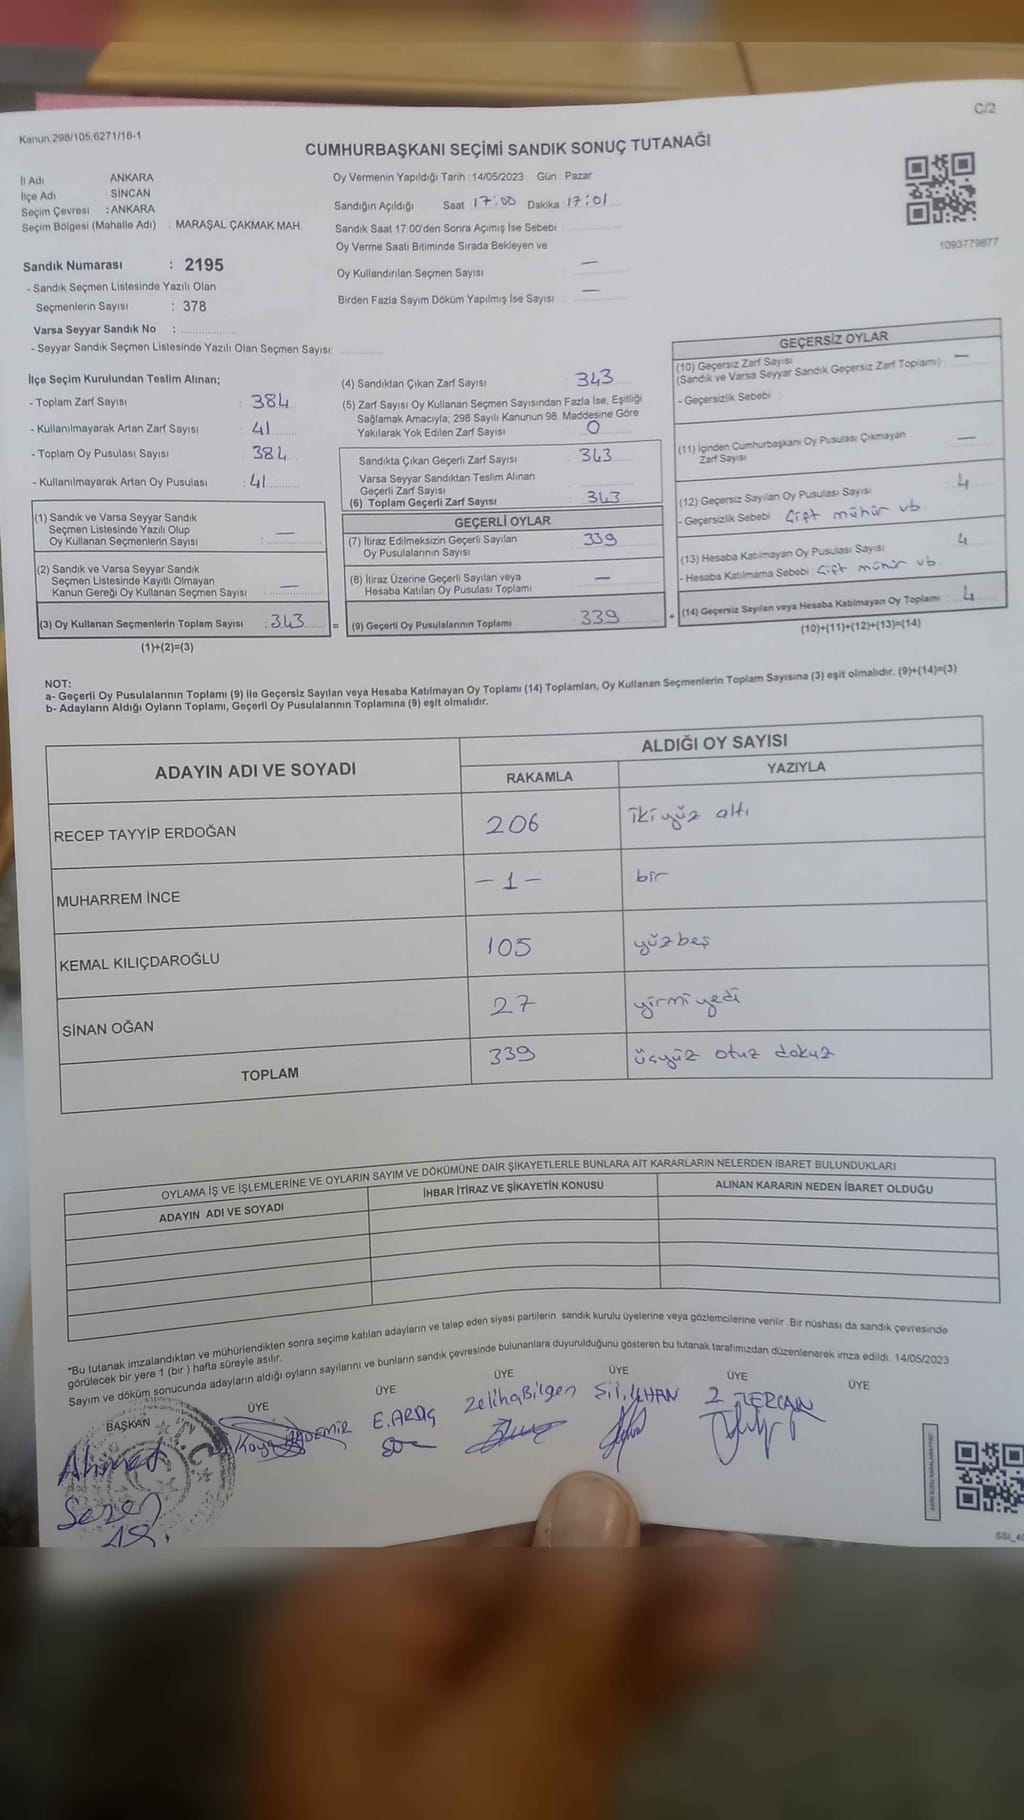 C/2
Kanun.298/105,6271/18-1
CUMHURBAŞKANI SEÇİMİ SANDIK SONUÇ TUTANAĞI
İl Adı : ANKARA
İlçe Adı : SİNCAN
Seçim Çevresi : ANKARA
Seçim Bölgesi (Mahalle Adı) : MARAŞAL ÇAKMAK MAH.
Oy Vermenin Yapıldığı Tarih :14/05/2023 Gün : Pazar
Sandığın Açıldığı Saat 17:00 Dakika 17:01
Sandık Saat 17:00'den Sonra Açımış İse Sebebi :
Oy Verme Saati Bitiminde Sırada Bekleyen ve
Oy Kullandırılan Seçmen Sayısı : —
Birden Fazla Sayım Döküm Yapılmış İse Sayısı : —
1093779877
Sandık Numarası : 2195
- Sandık Seçmen Listesinde Yazılı Olan
Seçmenlerin Sayısı : 378
Varsa Seyyar Sandık No :
- Seyyar Sandık Seçmen Listesinde Yazılı Olan Seçmen Sayısı:
İlçe Seçim Kurulundan Teslim Alınan;
- Toplam Zarf Sayısı : 384
- Kullanılmayarak Artan Zarf Sayısı : 41
- Toplam Oy Pusulası Sayısı : 384
- Kullanılmayarak Artan Oy Pusulası : 41
(1) Sandık ve Varsa Seyyar Sandık
Seçmen Listesinde Yazılı Olup
Oy Kullanan Seçmenlerin Sayısı : —
(2) Sandık ve Varsa Seyyar Sandık
Seçmen Listesinde Kayıtlı Olmayan
Kanun Gereği Oy Kullanan Seçmen Sayısı : —
(3) Oy Kullanan Seçmenlerin Toplam Sayısı : 343
(1)+(2)=(3)
(4) Sandıktan Çıkan Zarf Sayısı : 343
(5) Zarf Sayısı Oy Kullanan Seçmen Sayısından Fazla İse, Eşitliği
Sağlamak Amacıyla; 298 Sayılı Kanunun 98. Maddesine Göre
Yakılarak Yok Edilen Zarf Sayısı : 0
Sandıkta Çıkan Geçerli Zarf Sayısı : 343
Varsa Seyyar Sandıktan Teslim Alınan
Geçerli Zarf Sayısı
(6) Toplam Geçerli Zarf Sayısı : 343
GEÇERLİ OYLAR
(7) İtiraz Edilmeksizin Geçerli Sayılan
Oy Pusulalarının Sayısı : 339
(8) İtiraz Üzerine Geçerli Sayılan veya
Hesaba Katılan Oy Pusulası Toplamı : —
= (9) Geçerli Oy Pusulalarının Toplamı : 339 +
GEÇERSİZ OYLAR
(10) Geçersiz Zarf Sayısı
(Sandık ve Varsa Seyyar Sandık Geçersiz Zarf Toplamı) : —
- Geçersizlik Sebebi :
(11) İçinden Cumhurbaşkanı Oy Pusulası Çıkmayan
Zarf Sayısı : —
(12) Geçersiz Sayılan Oy Pusulası Sayısı : 4
- Geçersizlik Sebebi : Çift mühür vb
(13) Hesaba Katılmayan Oy Pusulası Sayısı : 4
- Hesaba Katılmama Sebebi : Çift mühür vb.
(14) Geçersiz Sayılan veya Hesaba Katılmayan Oy Toplamı : 4
(10)+(11)+(12)+(13)=(14)
NOT:
a- Geçerli Oy Pusulalarının Toplamı (9) ile Geçersiz Sayılan veya Hesaba Katılmayan Oy Toplamı (14) Toplamları, Oy Kullanan Seçmenlerin Toplam Sayısına (3) eşit olmalıdır. (9)+(14)=(3)
b- Adayların Aldığı Oyların Toplamı, Geçerli Oy Pusulalarının Toplamına (9) eşit olmalıdır.
ADAYIN ADI VE SOYADI
ALDIĞI OY SAYISI
RAKAMLA YAZIYLA
RECEP TAYYİP ERDOĞAN 206 ikiyüz altı
MUHARREM İNCE -1- bir
KEMAL KILIÇDAROĞLU 105 yüzbeş
SİNAN OĞAN 27 yirmiyedi
TOPLAM 339 üçyüz otuz dokuz
OYLAMA İŞ VE İŞLEMLERİNE VE OYLARIN SAYIM VE DÖKÜMÜNE DAİR ŞİKAYETLERLE BUNLARA AİT KARARLARIN NELERDEN İBARET BULUNDUKLARI
ADAYIN ADI VE SOYADI İHBAR İTİRAZ VE ŞİKAYETİN KONUSU ALINAN KARARIN NEDEN İBARET OLDUĞU
*Bu tutanak imzalandıktan ve mühürlendikten sonra seçime katılan adayların ve talep eden siyasi partilerin sandık kurulu üyelerine veya gözlemcilerine verilir. Bir nüshası da sandık çevresinde
görülecek bir yere 1 (bir ) hafta süreyle asılır.
Sayım ve döküm sonucunda adayların aldığı oyların sayılarını ve bunların sandık çevresinde bulunanlara duyurulduğunu gösteren bu tutanak tarafımızdan düzenlenerek imza edildi. 14/05/2023
BAŞKAN ÜYE ÜYE ÜYE ÜYE ÜYE ÜYE
Ahmed
Sezen
E. ARDIÇ
Zeliha Bilgen
T.C.